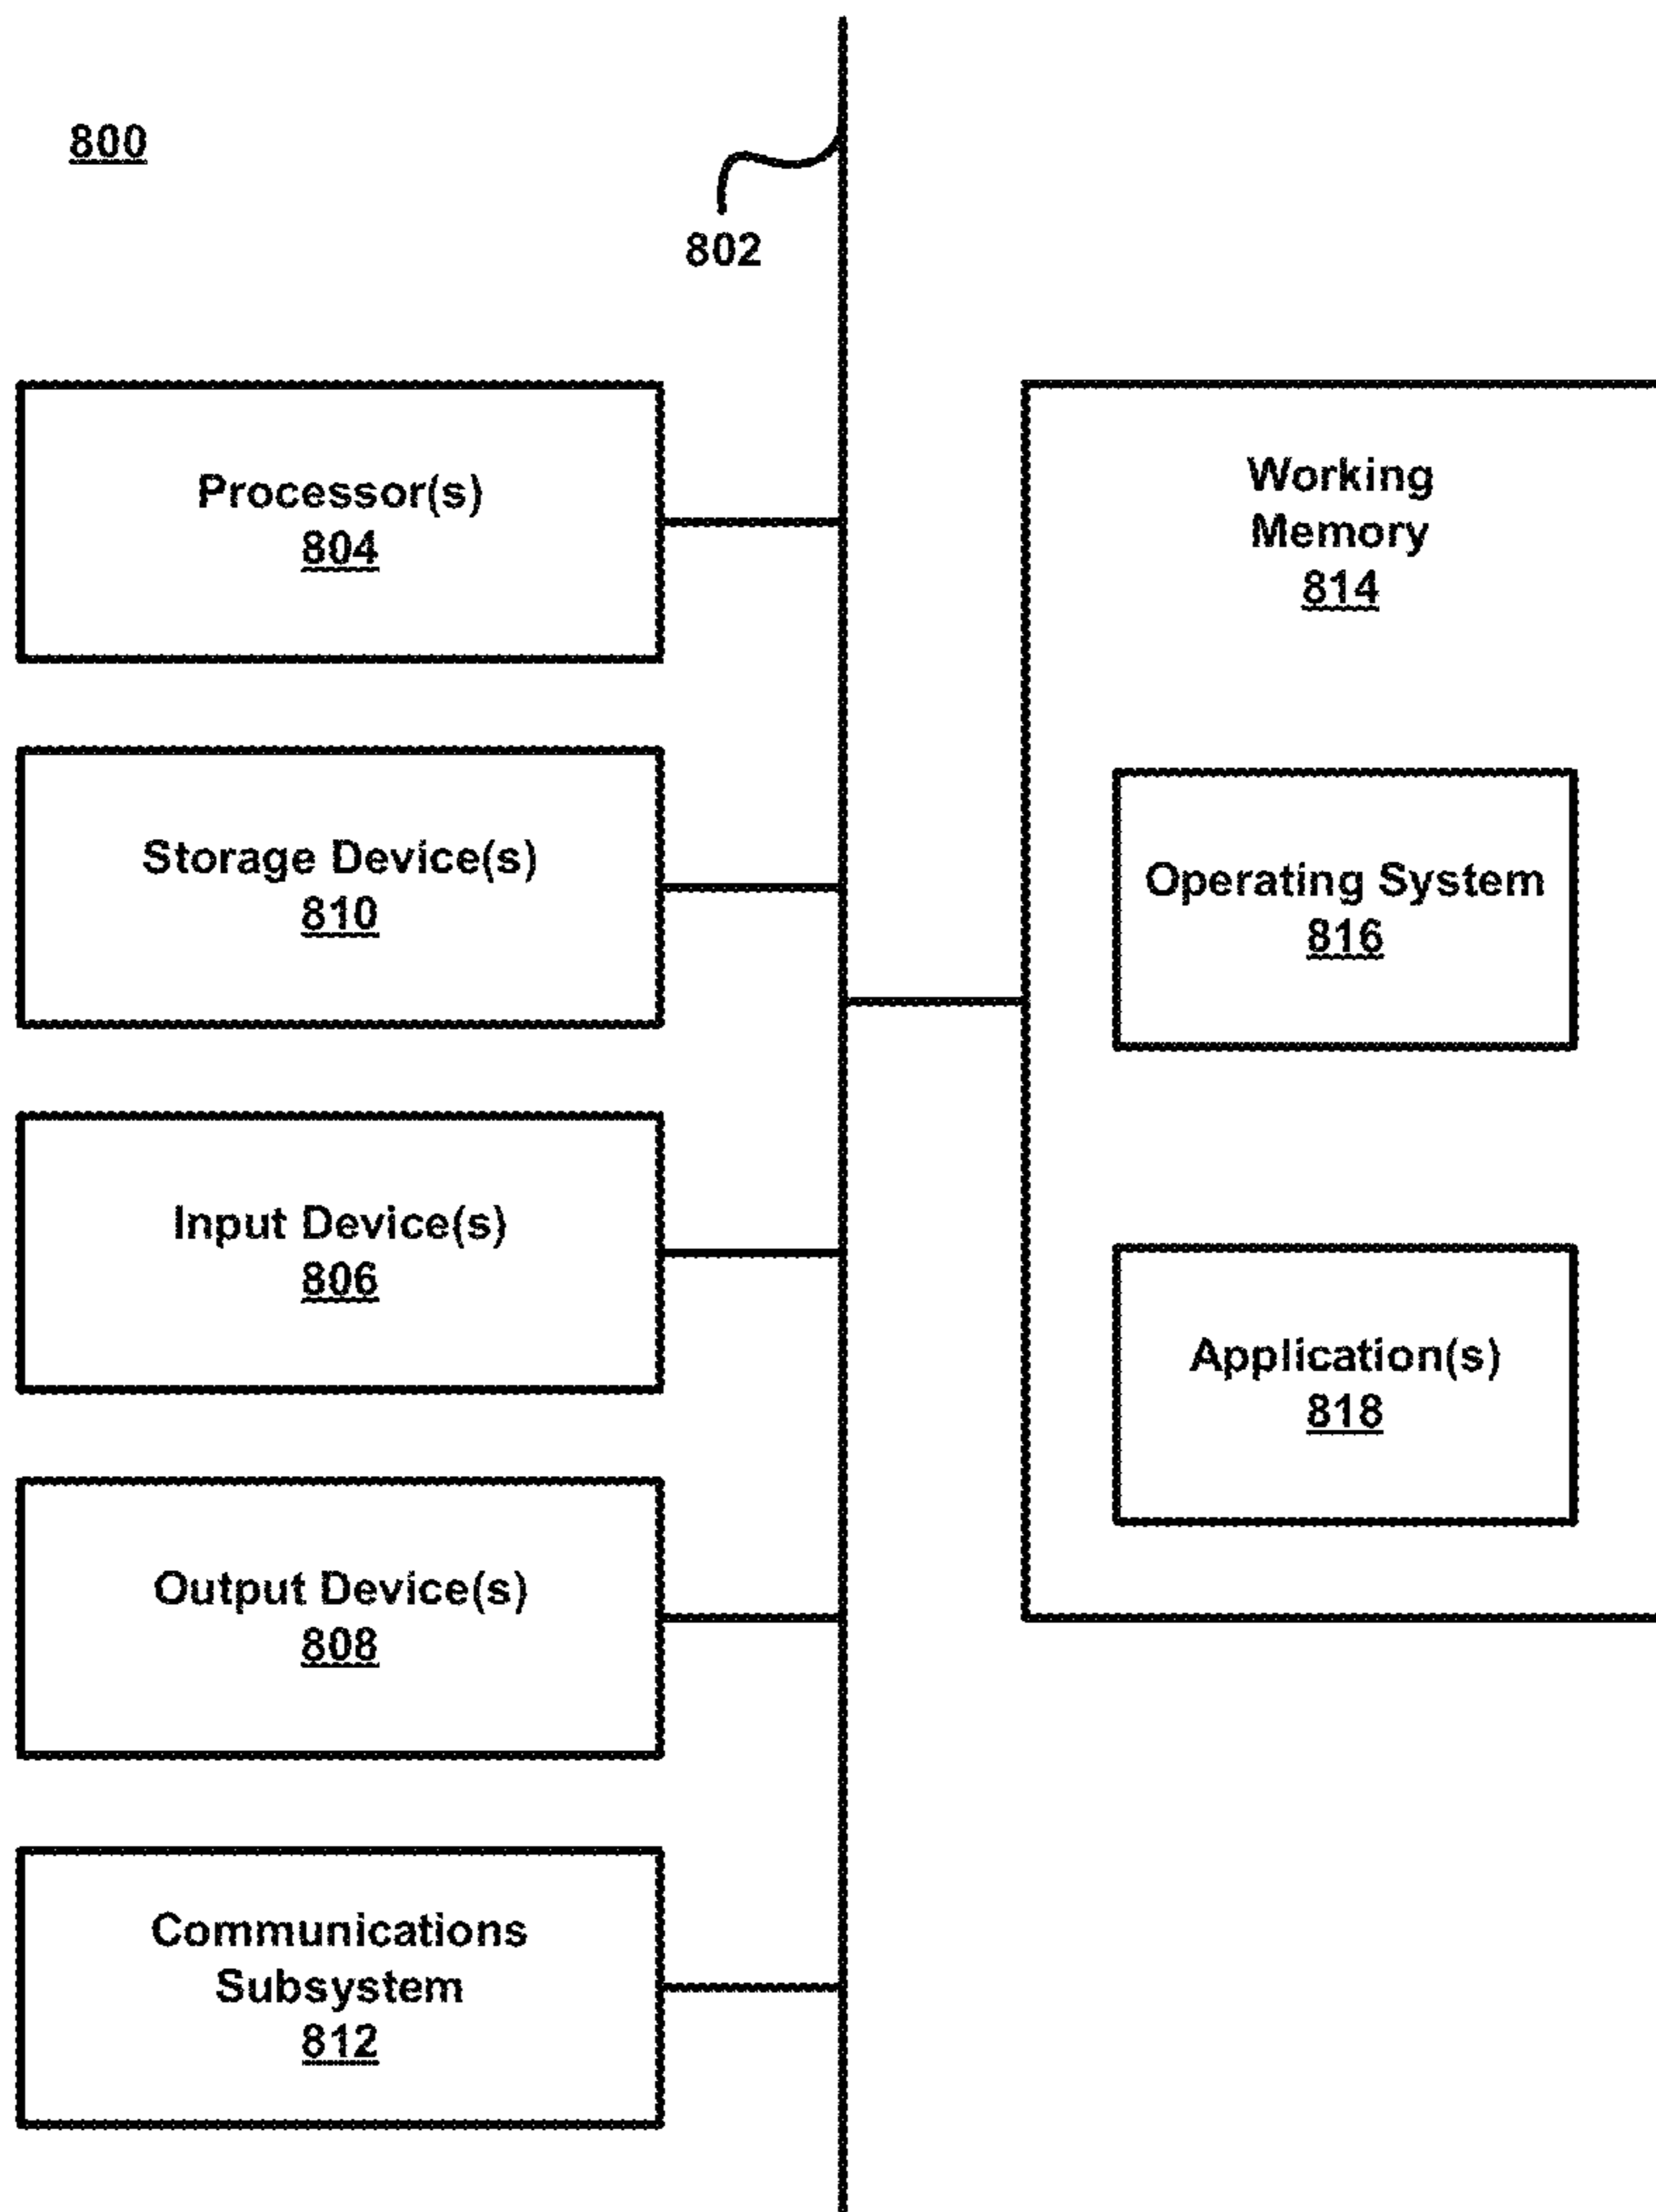 800
802
Processor(s)
804
Storage Device(s)
810
Input Device(s)
806
Output Device(s)
808
Communications
Subsystem
812
Working
Memory
814
Operating System
816
Application(s)
818